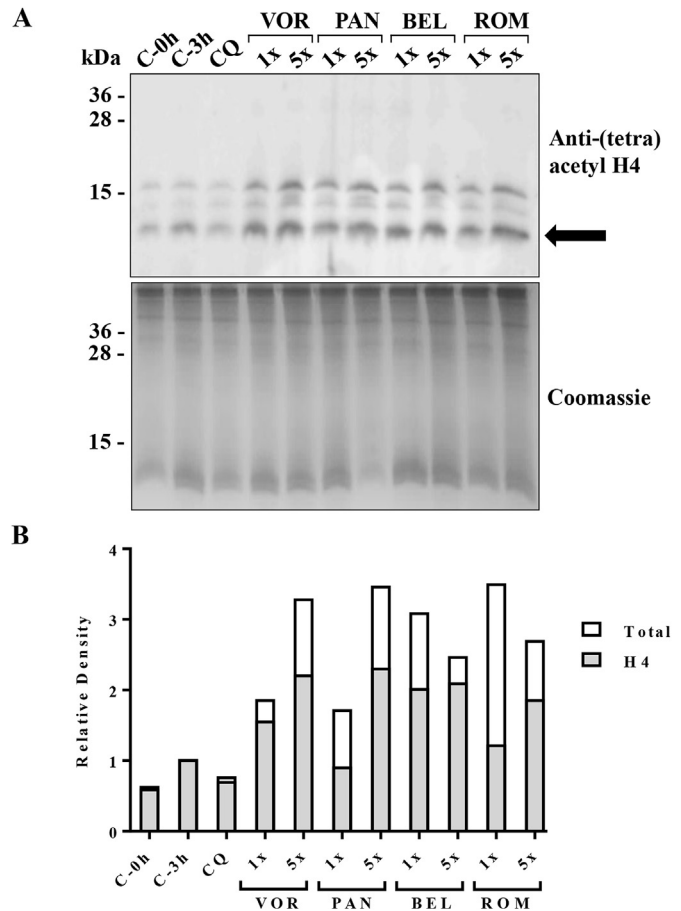 A
VOR PAN BEL ROM
kDa C-0h C-3h CQ 1x 5x 1x 5x 1x 5x 1x 5x
36 -
28 -
15 -
Anti-(tetra)
acetyl H4
36 -
28 -
15 -
Coomassie
B
Relative Density
4
3
2
1
0
Total
H4
C-0h C-3h CQ 1x 5x 1x 5x 1x 5x 1x 5x
VOR PAN BEL ROM